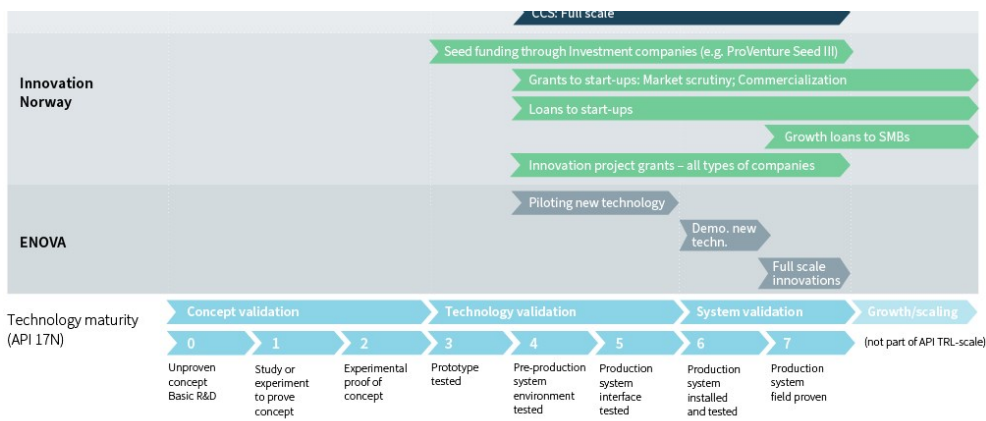 CCS: Full scale
Innovation
Norway
Seed funding through Investment companies (e.g. ProVenture Seed III)
Grants to start-ups: Market scrutiny; Commercialization
Loans to start-ups
Growth loans to SMBs
Innovation project grants – all types of companies
ENOVA
Piloting new technology
Demo. new
techn.
Full scale
innovations
Technology maturity
(API 17N)
Concept validation
Technology validation
System validation
Growth/scaling
0
1
2
3
4
5
6
7
(not part of API TRL-scale)
Unproven
concept
Basic R&D
Study or
experiment
to prove
concept
Experimental
proof of
concept
Prototype
tested
Pre-production
system
environment
tested
Production
system
interface
tested
Production
system
installed
and tested
Production
system
field proven